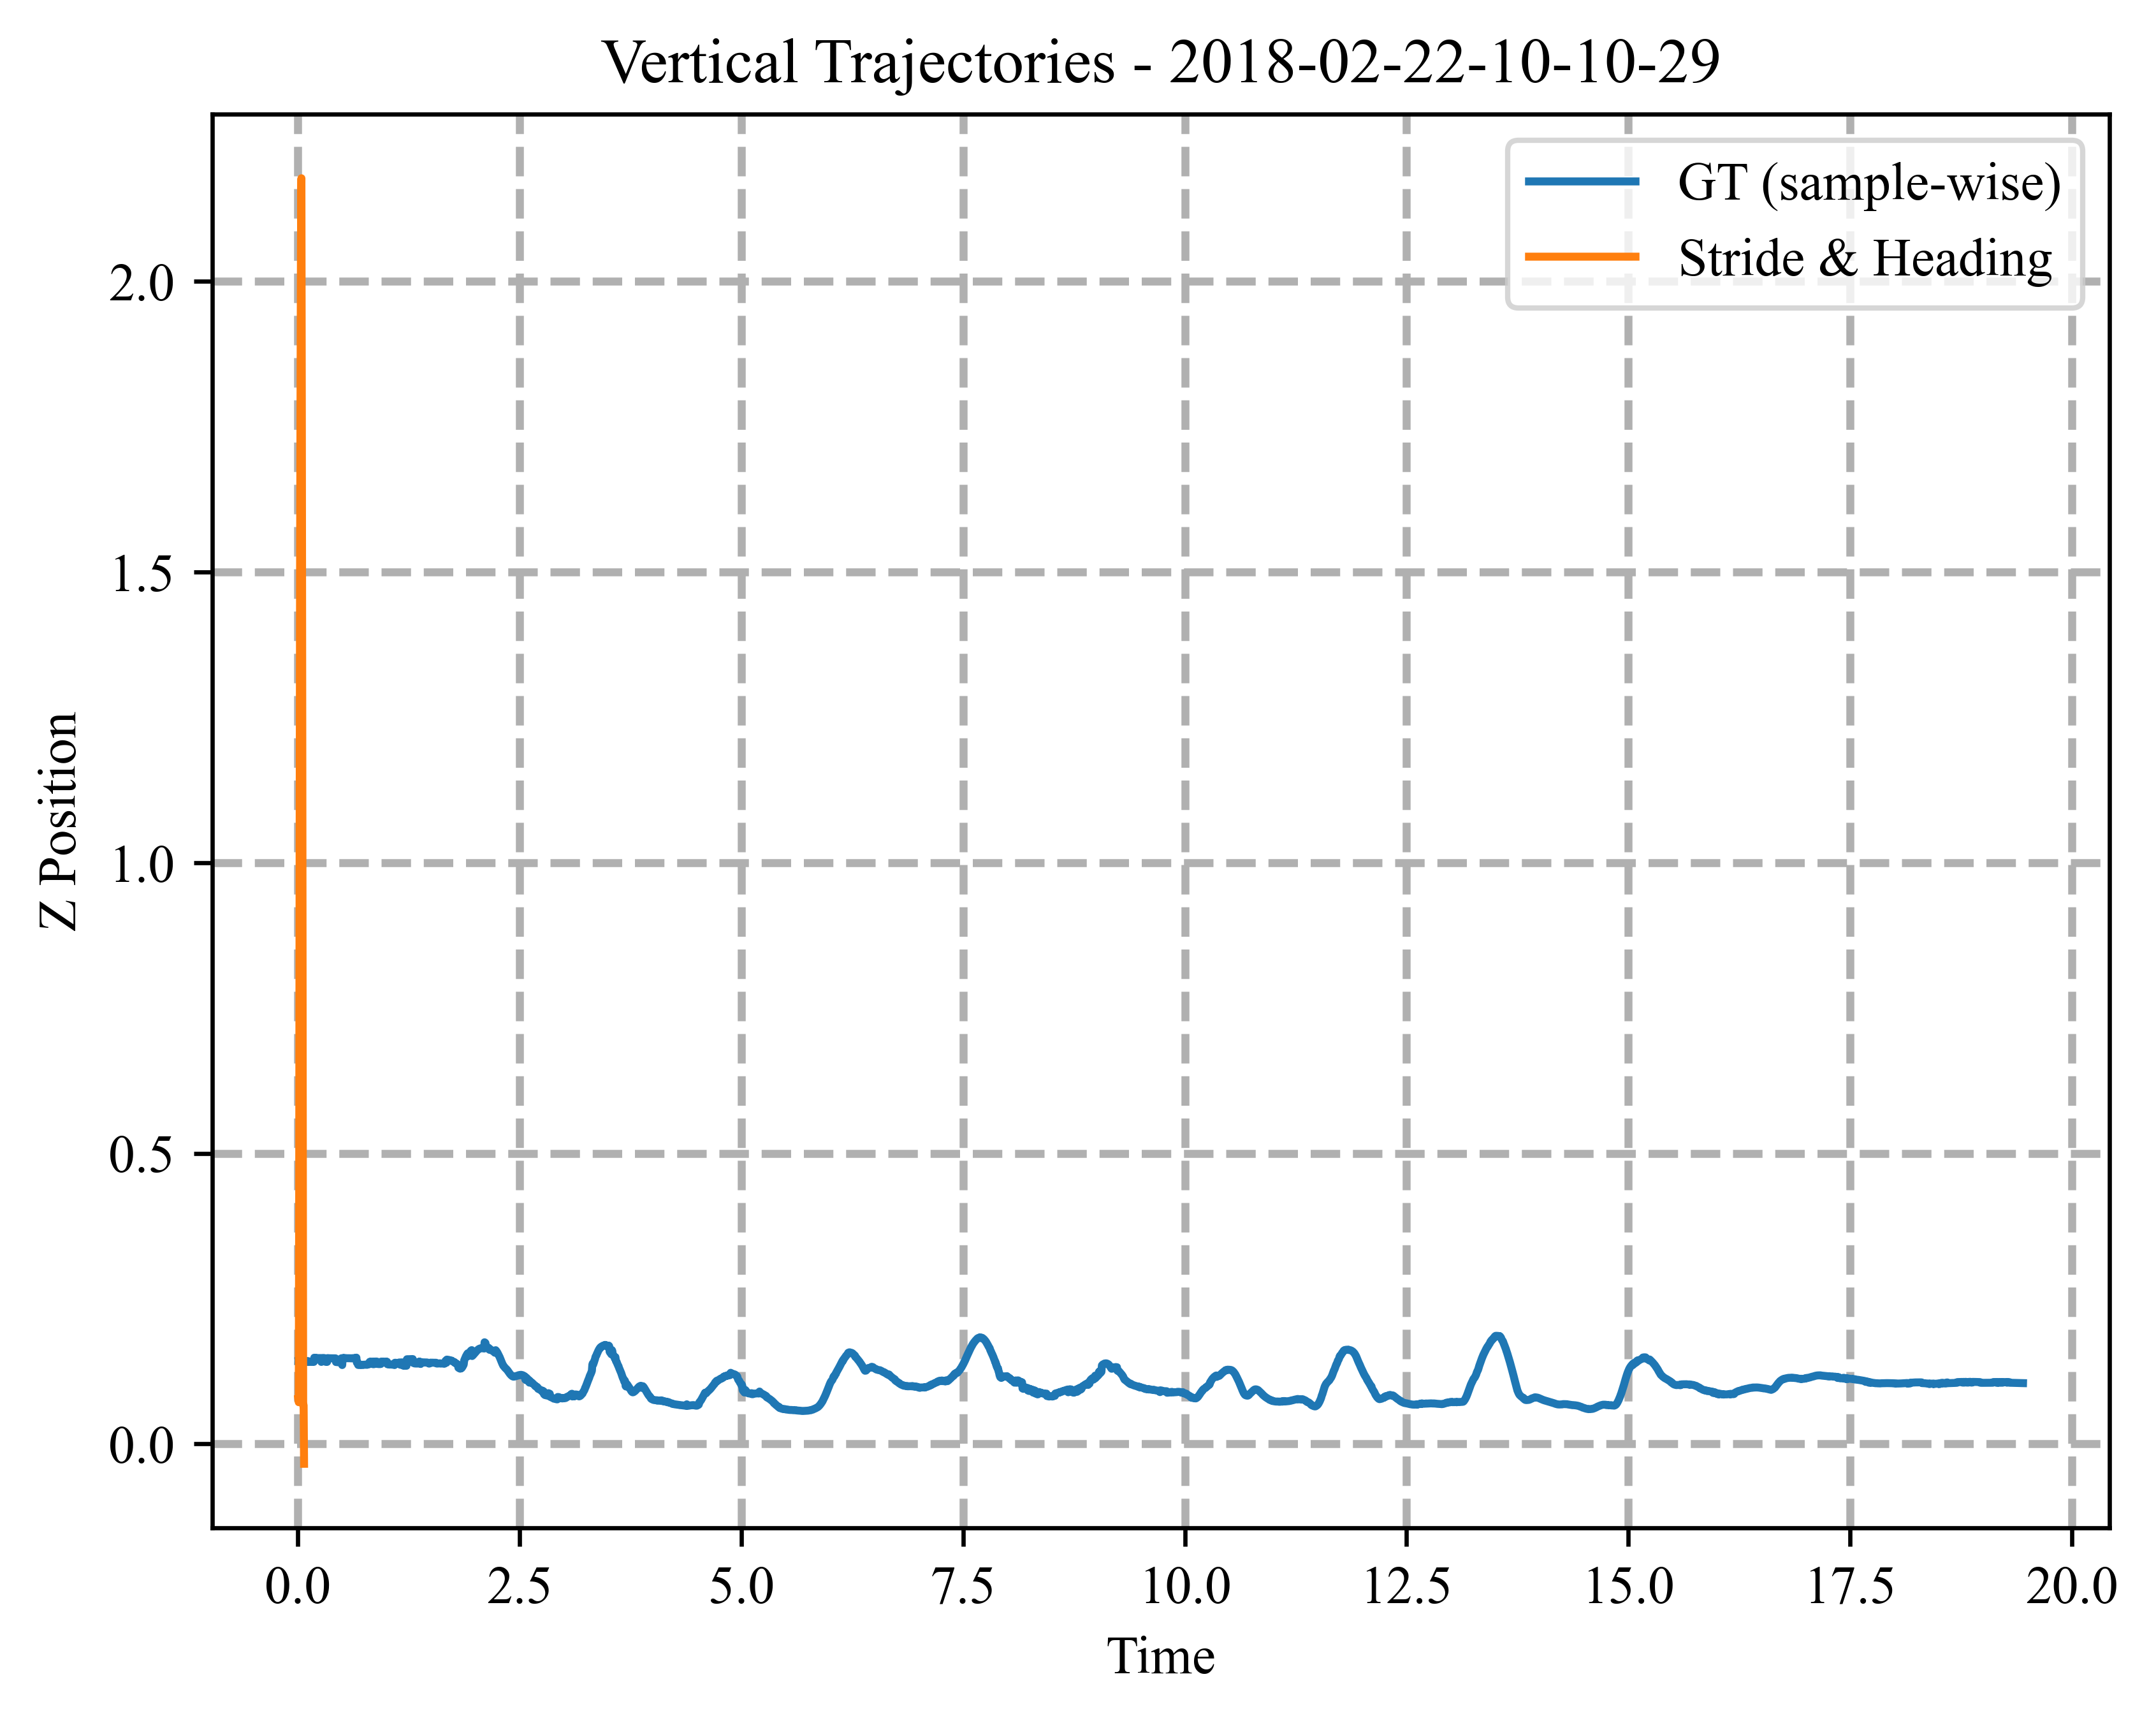 Vertical Trajectories - 2018-02-22-10-10-29
GT (sample-wise)
Stride & Heading
Z Position
2.0
1.5
1.0
0.5
0.0
0.0 2.5 5.0 7.5 10.0 12.5 15.0 17.5 20.0
Time